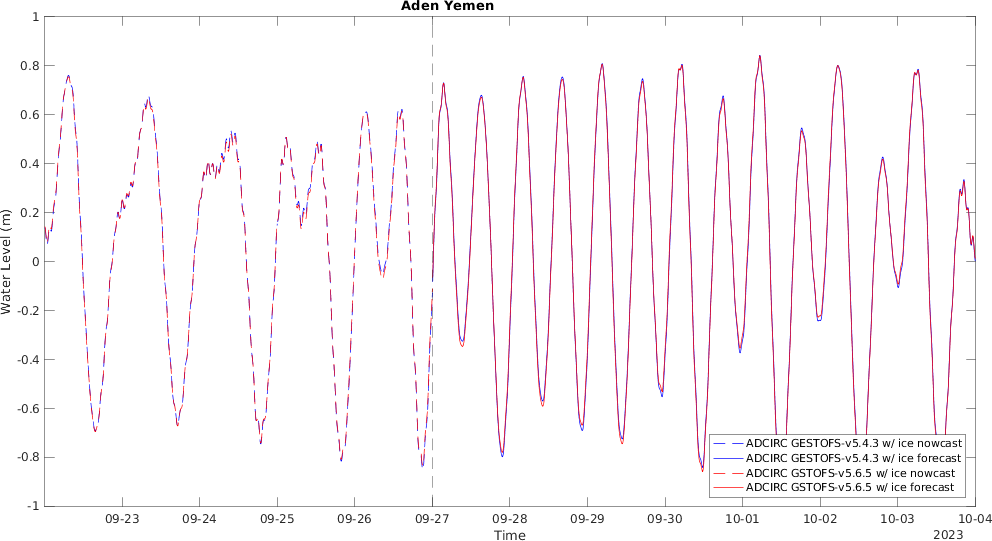 Aden Yemen
1
0.8
0.6
0.4
0.2
0
-0.2
-0.4
-0.6
-0.8
-1
Water Level (m)
ADCIRC GESTOFS-v5.4.3 w/ ice nowcast
ADCIRC GESTOFS-v5.4.3 w/ ice forecast
ADCIRC GSTOFS-v5.6.5 w/ ice nowcast
ADCIRC GSTOFS-v5.6.5 w/ ice forecast
09-23 09-24 09-25 09-26 09-27 09-28 09-29 09-30 10-01 10-02 10-03 10-04
Time
2023